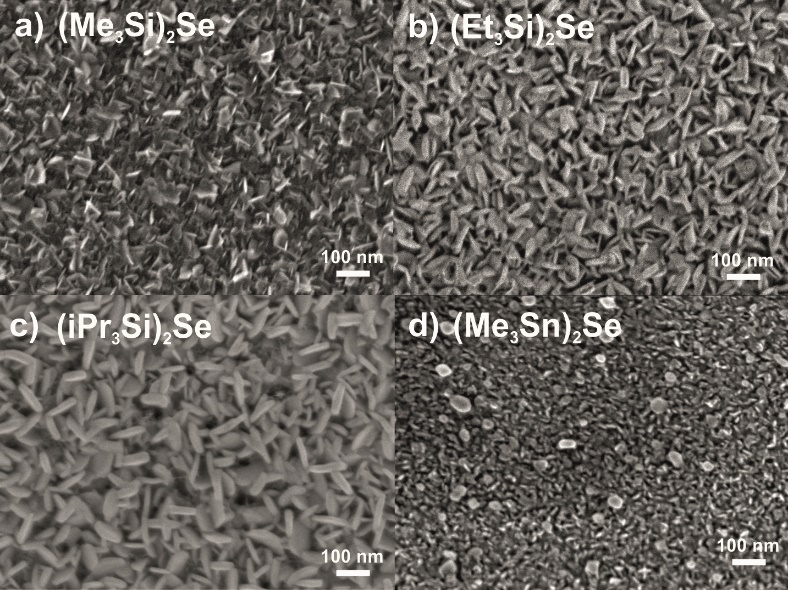 a) (Me₃Si)₂Se
b) (Et₃Si)₂Se
100 nm
100 nm
c) (iPr₃Si)₂Se
d) (Me₃Sn)₂Se
100 nm
100 nm